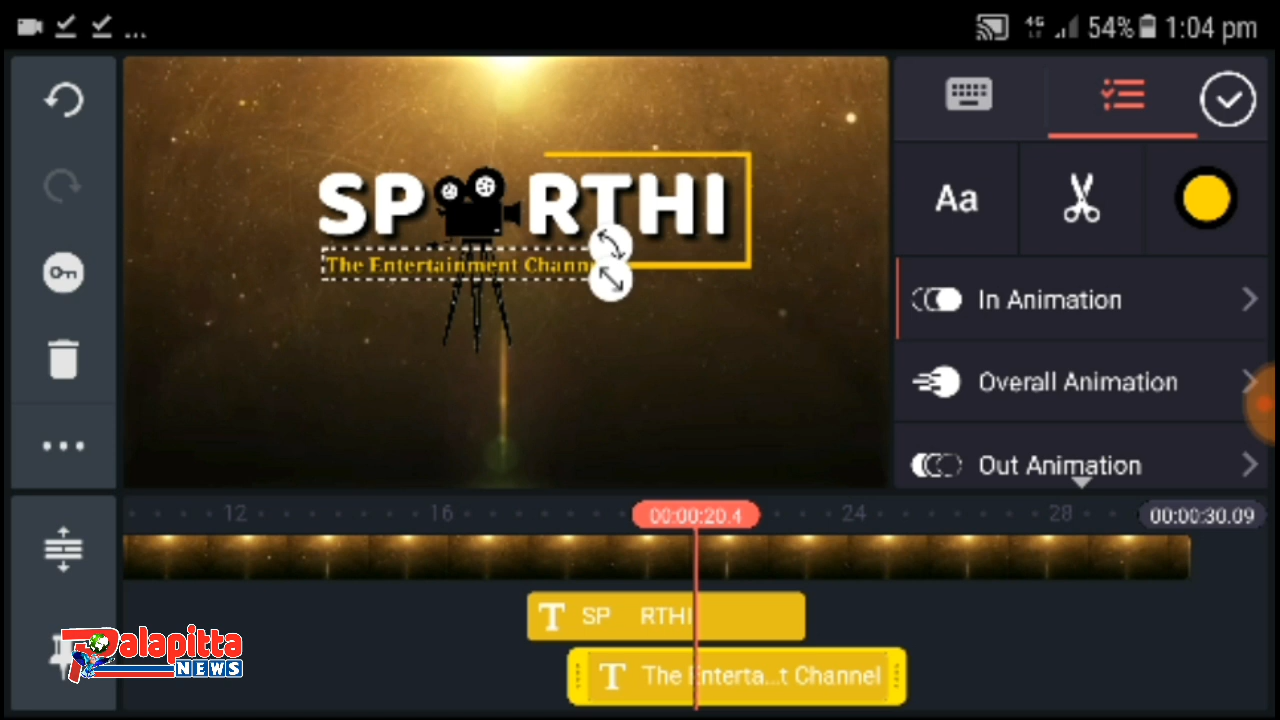 ... 4G 54% 1:04 pm
SP RTHI
The Entertainment Chann
Aa
In Animation
Overall Animation
Out Animation
12 16 00:00:20.4 24 28 00:00:30.09
T SP RTHI
T The Enterta...t Channel
Palapitta
NEWS